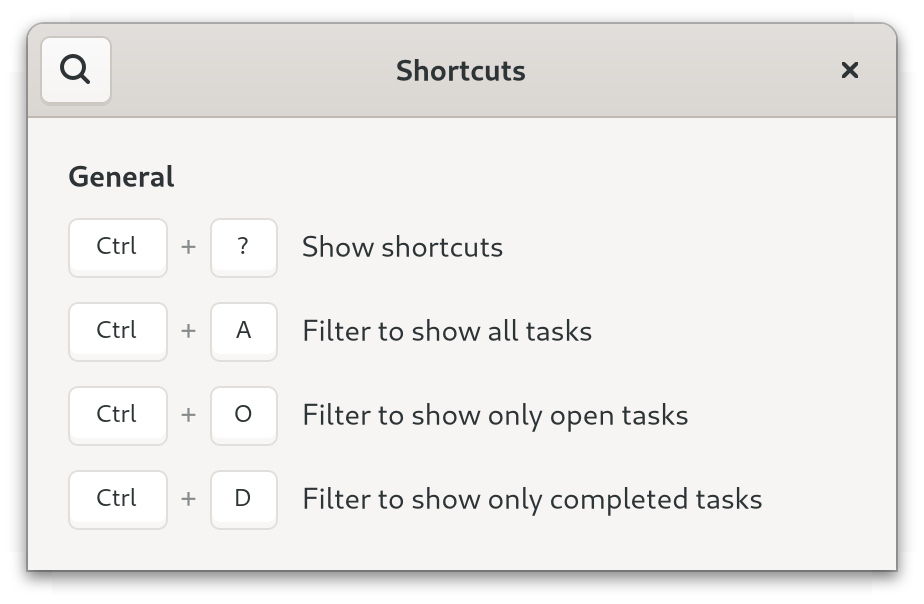 Shortcuts
General
Ctrl + ? Show shortcuts
Ctrl + A Filter to show all tasks
Ctrl + O Filter to show only open tasks
Ctrl + D Filter to show only completed tasks